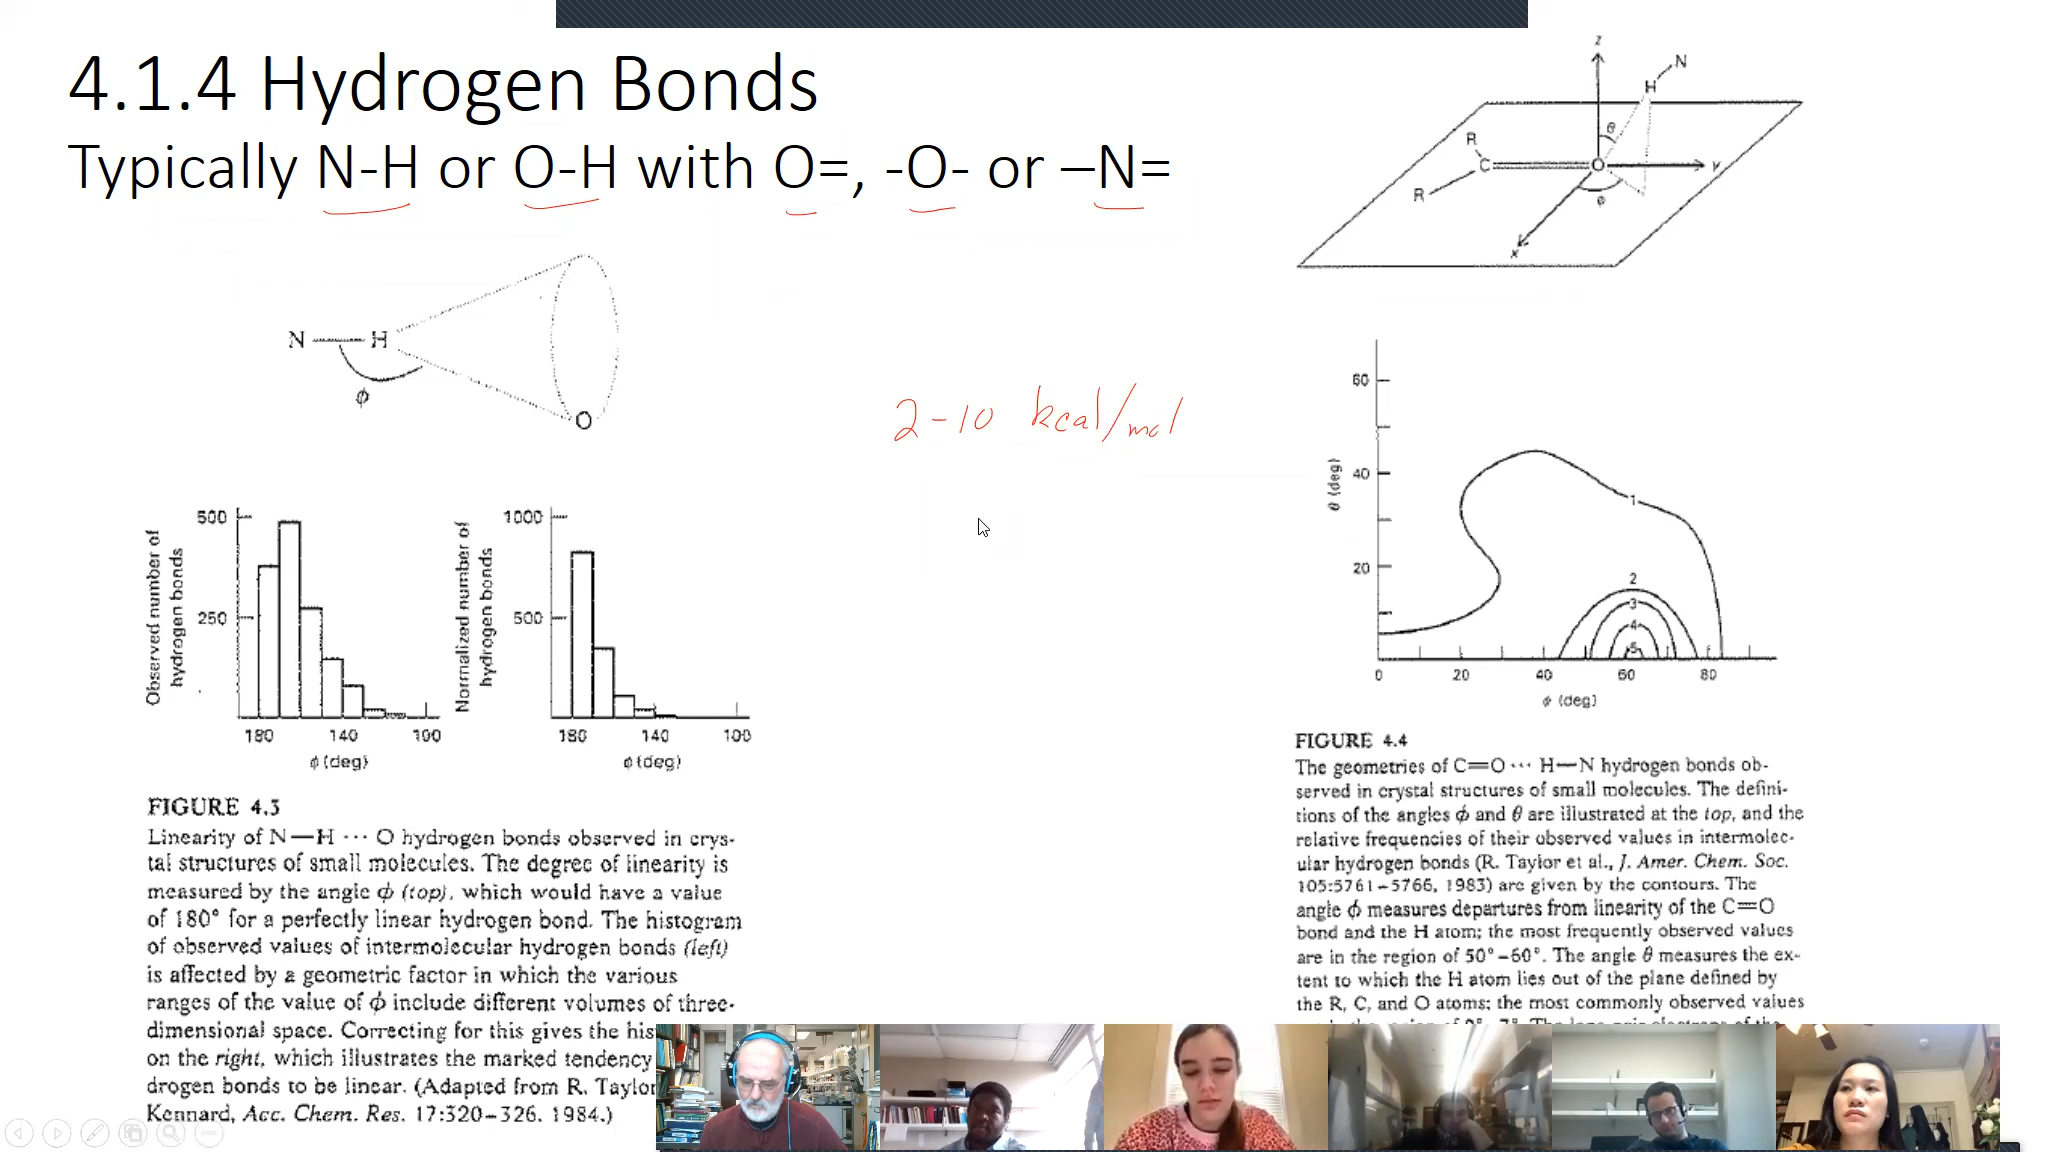 4.1.4 Hydrogen Bonds
Typically N-H or O-H with O=, -O- or –N=
N H
ϕ
O
2-10 kcal/mol
Observed number of
hydrogen bonds
500
250
180 140 100
ϕ (deg)
Normalized number of
hydrogen bonds
1000
500
180 140 100
ϕ (deg)
FIGURE 4.3
Linearity of N—H ··· O hydrogen bonds observed in crys-
tal structures of small molecules. The degree of linearity is
measured by the angle ϕ (top), which would have a value
of 180° for a perfectly linear hydrogen bond. The histogram
of observed values of intermolecular hydrogen bonds (left)
is affected by a geometric factor in which the various
ranges of the value of ϕ include different volumes of three-
dimensional space. Correcting for this gives the his
on the right, which illustrates the marked tendency
drogen bonds to be linear. (Adapted from R. Taylor
Kennard, Acc. Chem. Res. 17:320–326. 1984.)
z
N
H
θ
R
C
O
y
R
ϕ
x
θ (deg)
60
40
20
1
2
3
4
5
0 20 40 60 80
ϕ (deg)
FIGURE 4.4
The geometries of C=O ··· H—N hydrogen bonds ob-
served in crystal structures of small molecules. The defini-
tions of the angles ϕ and θ are illustrated at the top, and the
relative frequencies of their observed values in intermolec-
ular hydrogen bonds (R. Taylor et al., J. Amer. Chem. Soc.
105:5761–5766, 1983) are given by the contours. The
angle ϕ measures departures from linearity of the C=O
bond and the H atom; the most frequently observed values
are in the region of 50°–60°. The angle θ measures the ex-
tent to which the H atom lies out of the plane defined by
the R, C, and O atoms; the most commonly observed values